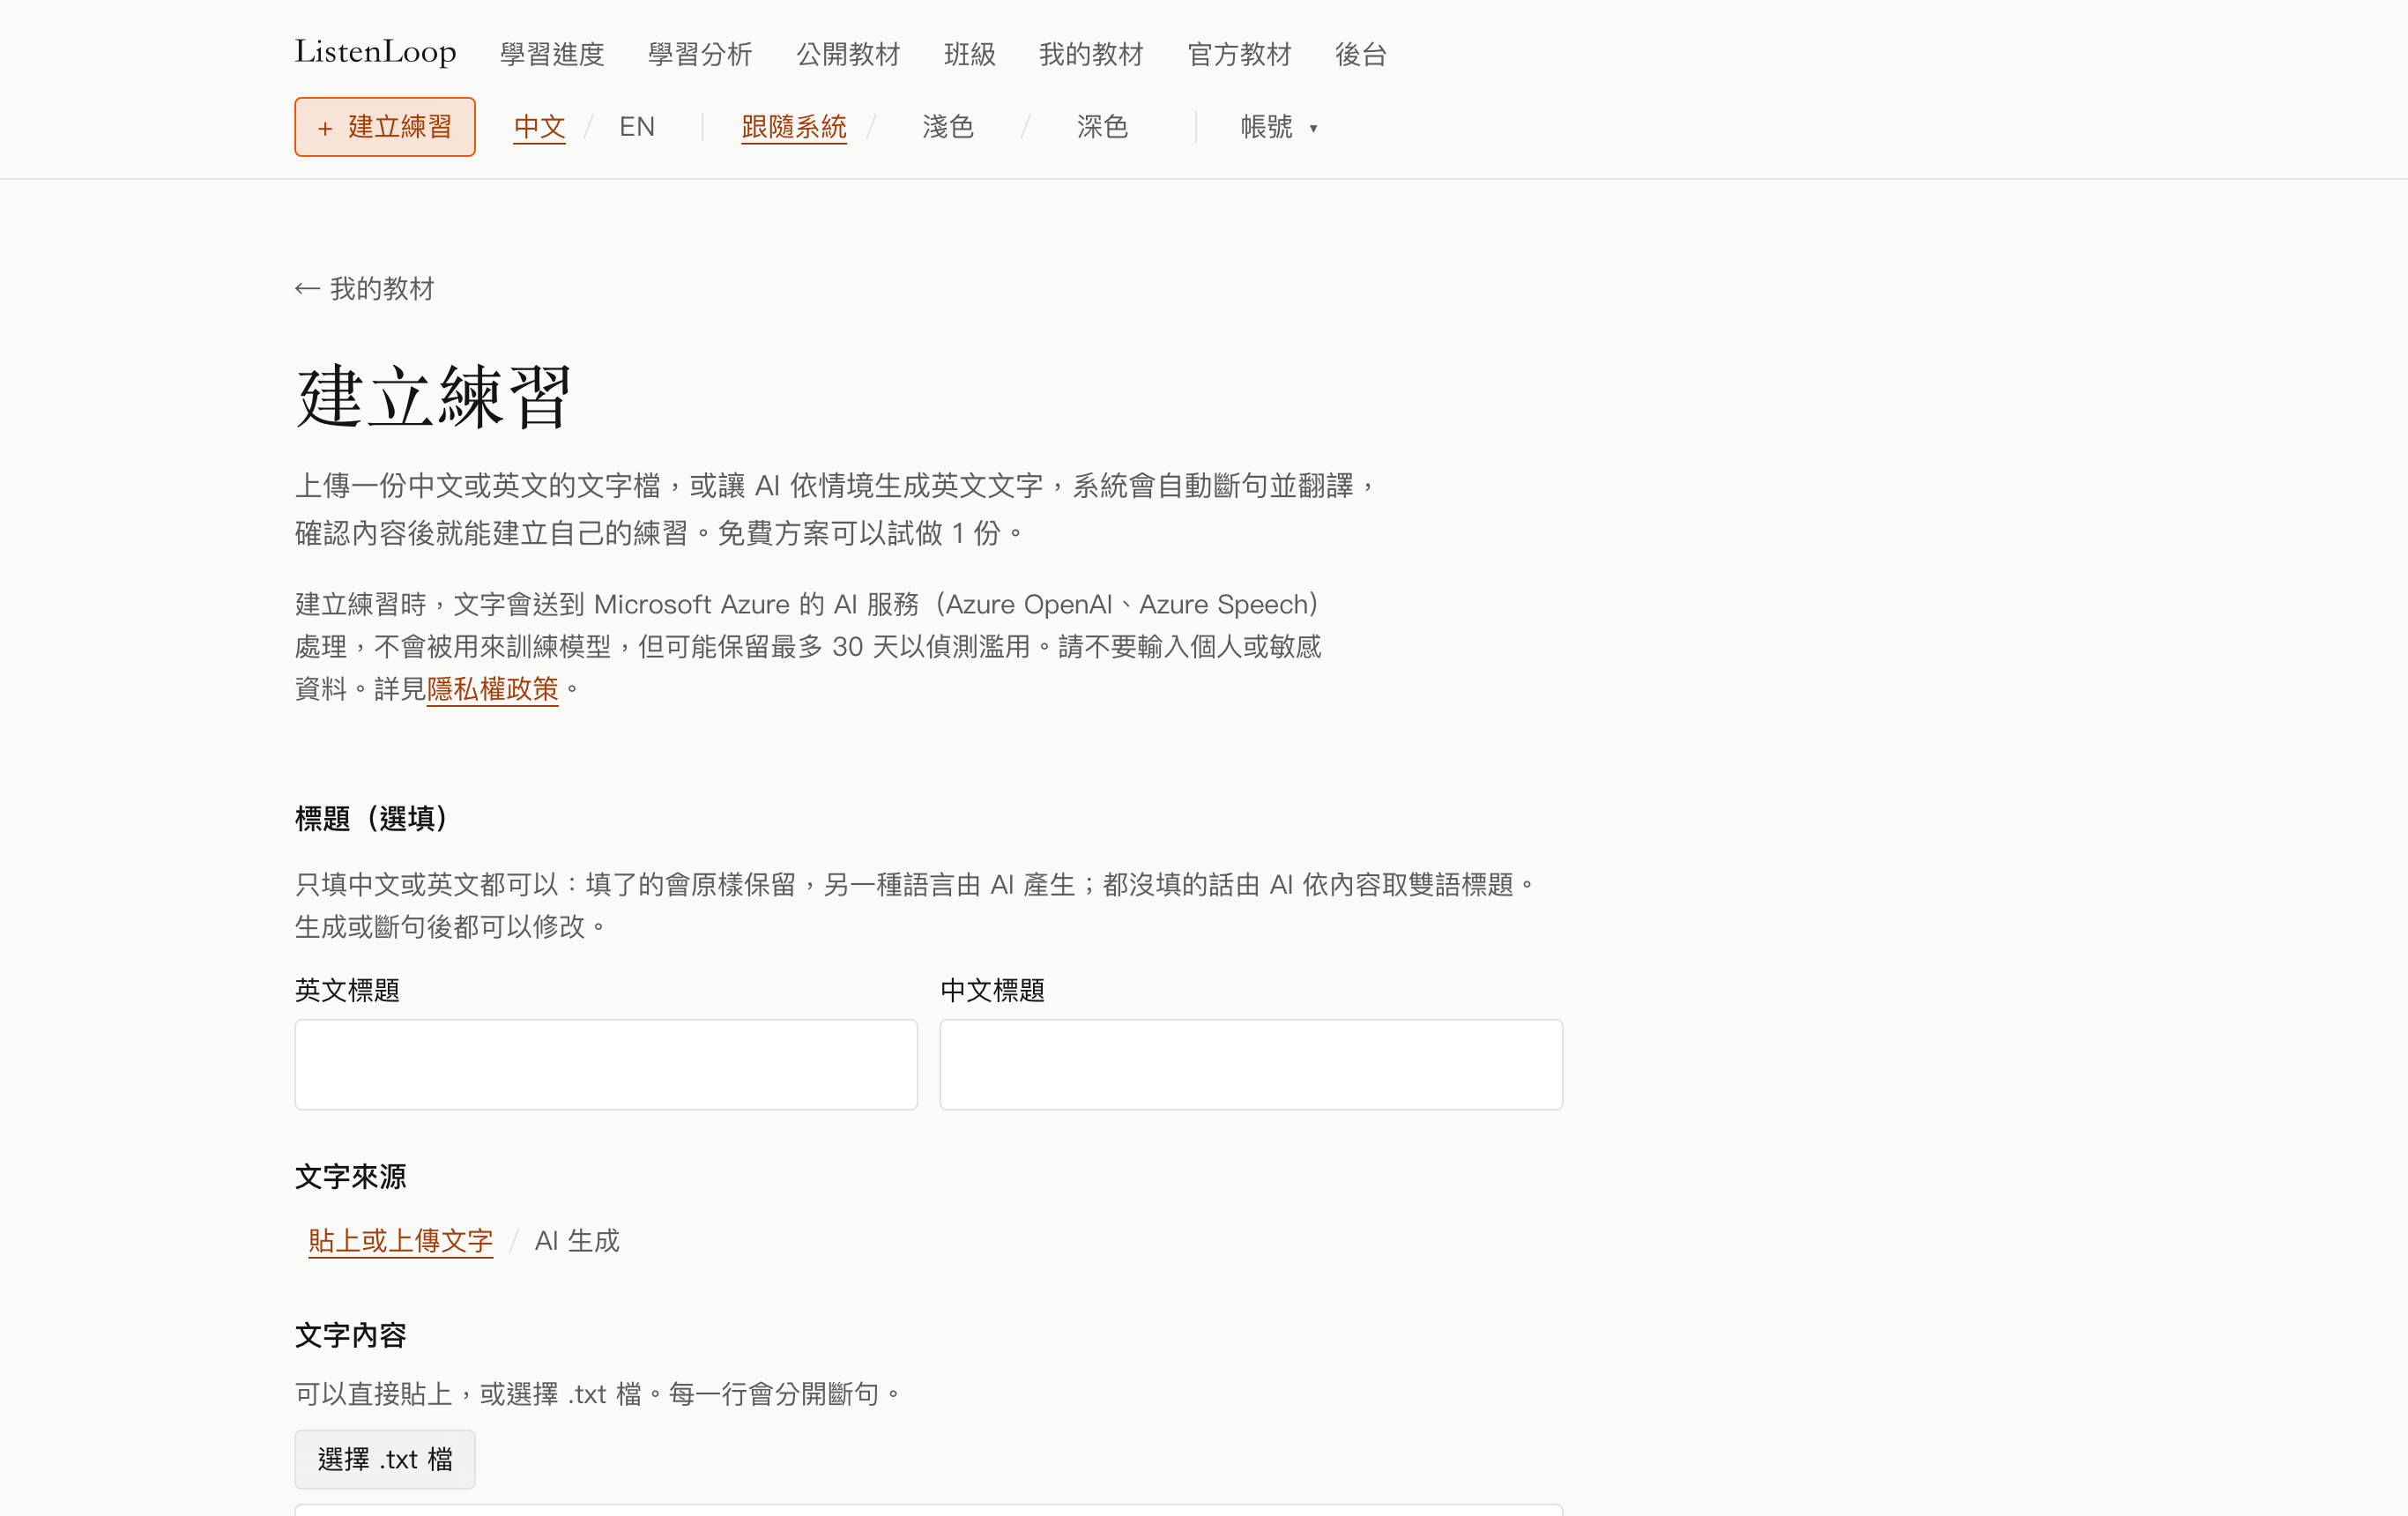 ListenLoop 學習進度 學習分析 公開教材 班級 我的教材 官方教材 後台
+ 建立練習 中文 / EN | 跟隨系統 / 淺色 / 深色 | 帳號 ▾
← 我的教材
建立練習
上傳一份中文或英文的文字檔，或讓 AI 依情境生成英文文字，系統會自動斷句並翻譯，
確認內容後就能建立自己的練習。免費方案可以試做 1 份。
建立練習時，文字會送到 Microsoft Azure 的 AI 服務（Azure OpenAI、Azure Speech）
處理，不會被用來訓練模型，但可能保留最多 30 天以偵測濫用。請不要輸入個人或敏感
資料。詳見隱私權政策。
標題（選填）
只填中文或英文都可以：填了的會原樣保留，另一種語言由 AI 產生；都沒填的話由 AI 依內容取雙語標題。
生成或斷句後都可以修改。
英文標題 中文標題
文字來源
貼上或上傳文字 / AI 生成
文字內容
可以直接貼上，或選擇 .txt 檔。每一行會分開斷句。
選擇 .txt 檔